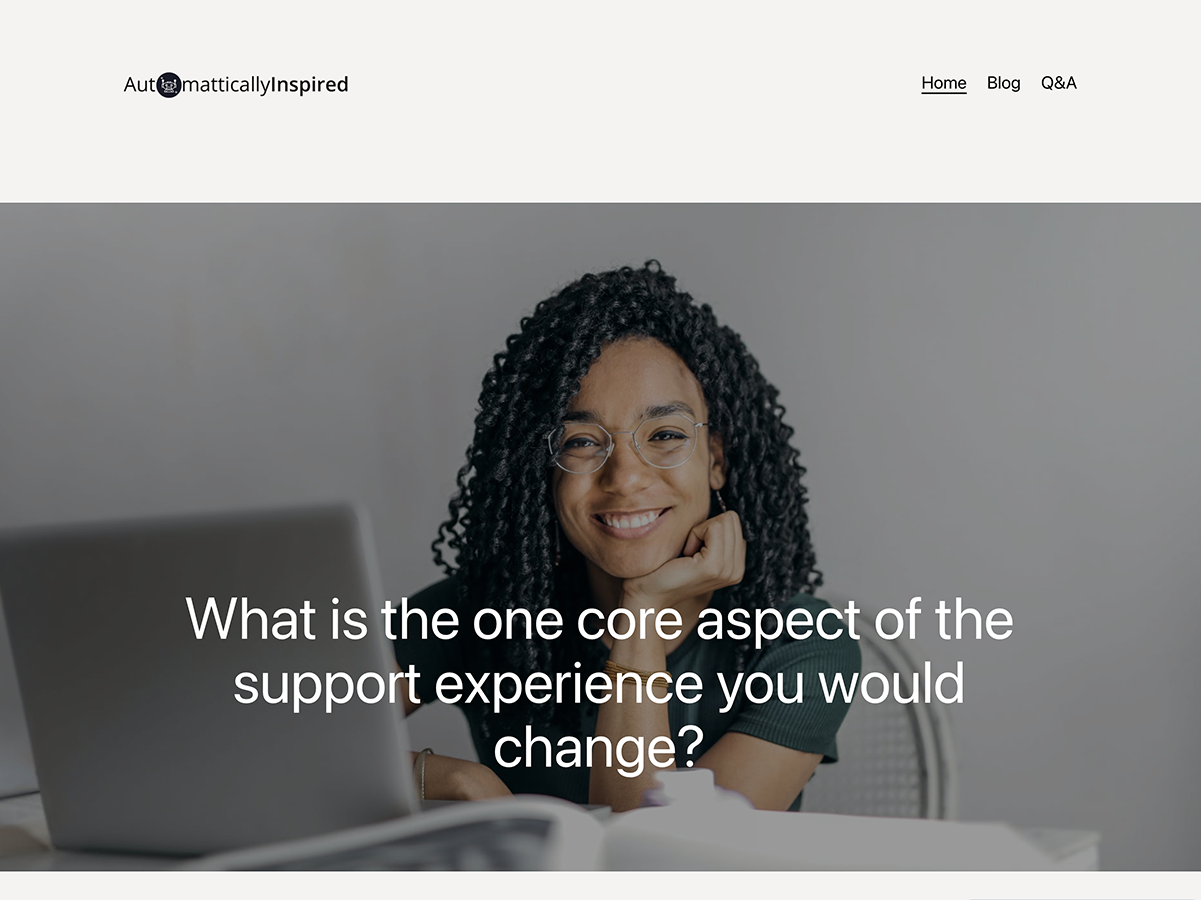 AutomatticallyInspired
Home Blog Q&A
What is the one core aspect of the
support experience you would
change?